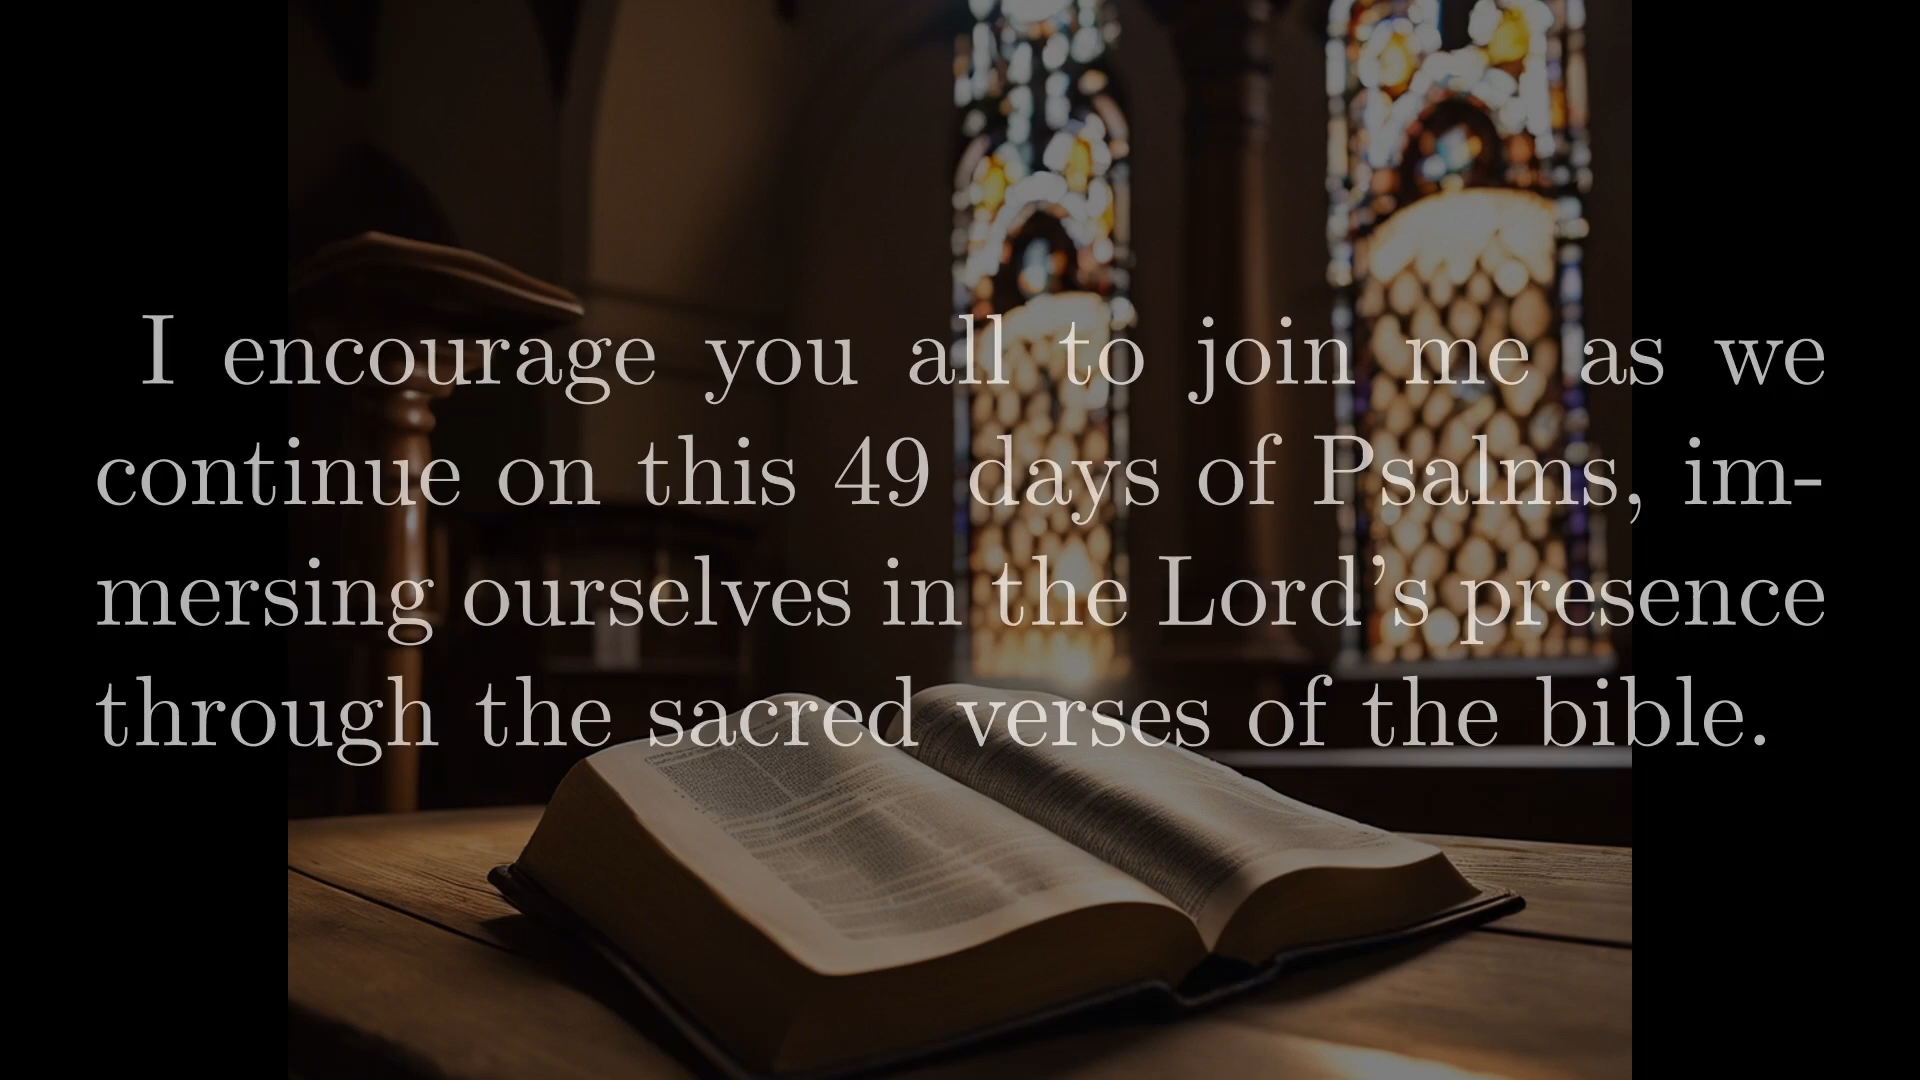 I encourage you all to join me as we
continue on this 49 days of Psalms, im-
mersing ourselves in the Lord's presence
through the sacred verses of the bible.